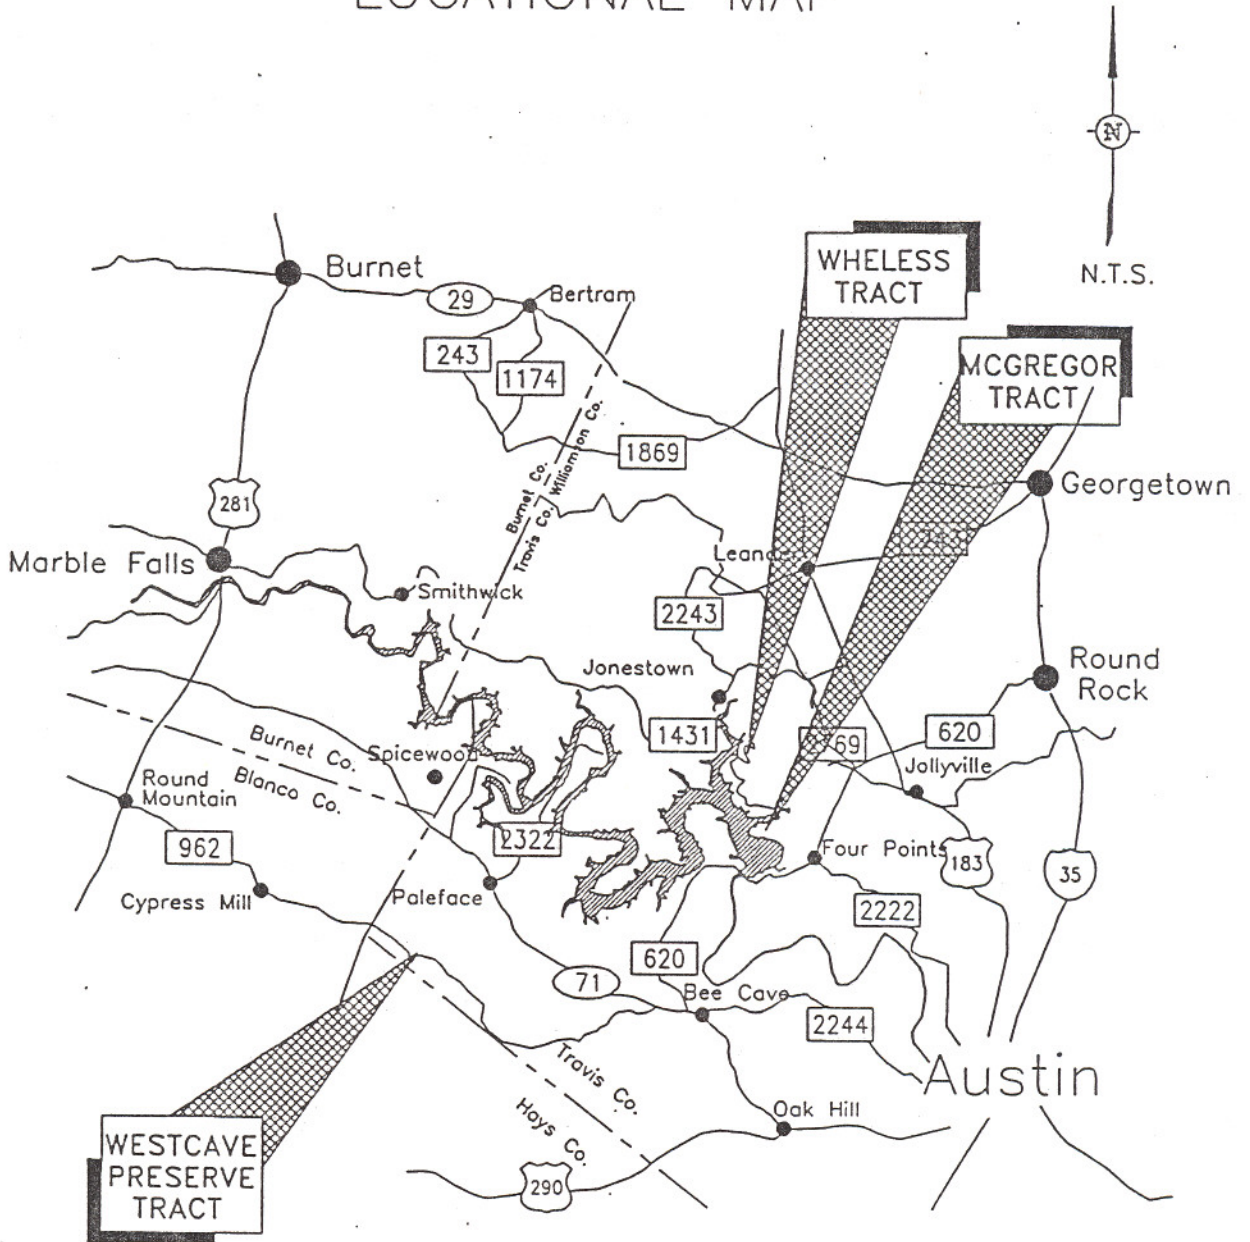 LOCATIONAL MAP
N
N.T.S.
WHELESS
TRACT
MCGREGOR
TRACT
Burnet
29
Bertram
243
1174
1869
Burnet Co.
Williamson Co.
Travis Co.
281
Georgetown
Marble Falls
Smithwick
Leand
2243
Jonestown
Round
Rock
1431
620
Jollyville
Burnet Co.
Blanco Co.
Spicewood
Round
Mountain
962
2322
Four Points
183
35
Cypress Mill
Paleface
2222
620
71
Bee Cave
2244
Travis Co.
Hays Co.
Austin
Oak Hill
290
WESTCAVE
PRESERVE
TRACT